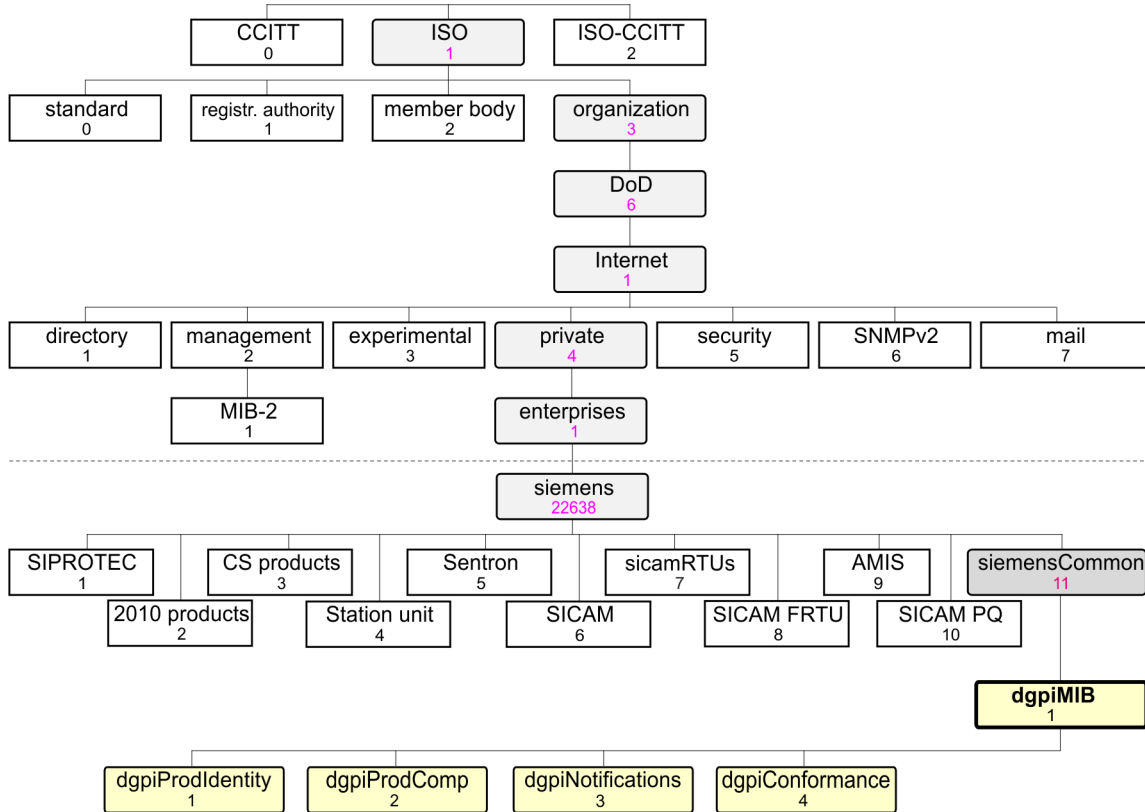 CCITT
0
ISO
1
ISO-CCITT
2
standard
0
registr. authority
1
member body
2
organization
3
DoD
6
Internet
1
directory
1
management
2
experimental
3
private
4
security
5
SNMPv2
6
mail
7
MIB-2
1
enterprises
1
siemens
22638
SIPROTEC
1
2010 products
2
CS products
3
Station unit
4
Sentron
5
SICAM
6
sicamRTUs
7
SICAM FRTU
8
AMIS
9
SICAM PQ
10
siemensCommon
11
dgpiMIB
1
dgpiProdIdentity
1
dgpiProdComp
2
dgpiNotifications
3
dgpiConformance
4